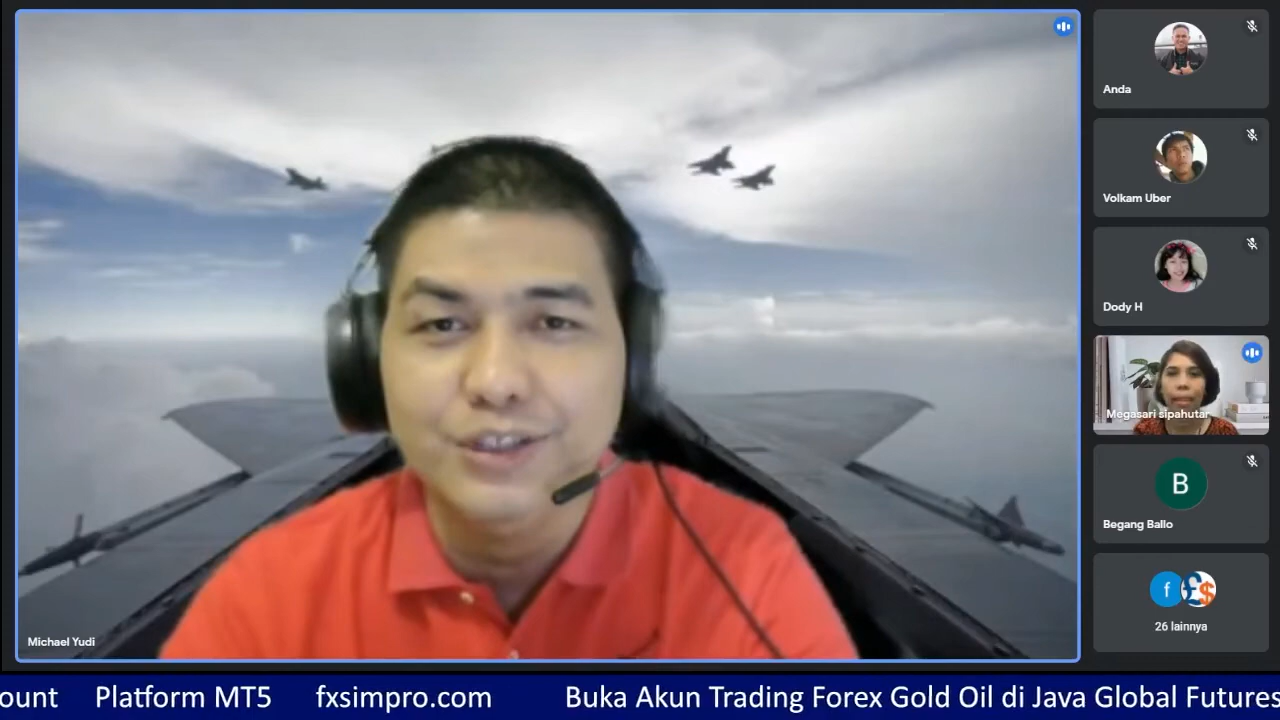 Anda
Volkam Uber
Dody H
Megasari sipahutar
B
Begang Ballo
f £ $
26 lainnya
Michael Yudi
ount Platform MT5 fxsimpro.com Buka Akun Trading Forex Gold Oil di Java Global Futures